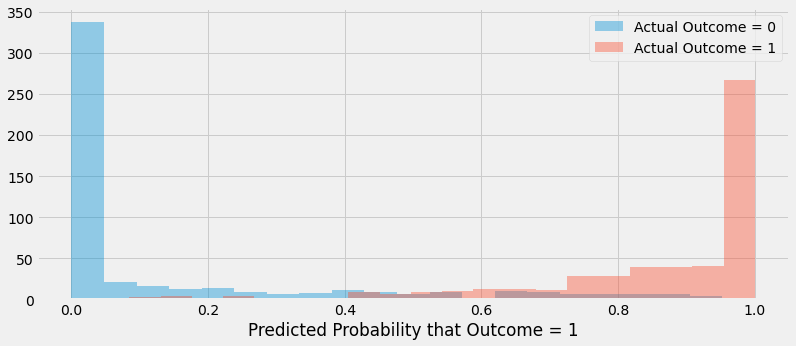 350
300
250
200
150
100
50
0
Actual Outcome = 0
Actual Outcome = 1
0.0 0.2 0.4 0.6 0.8 1.0
Predicted Probability that Outcome = 1